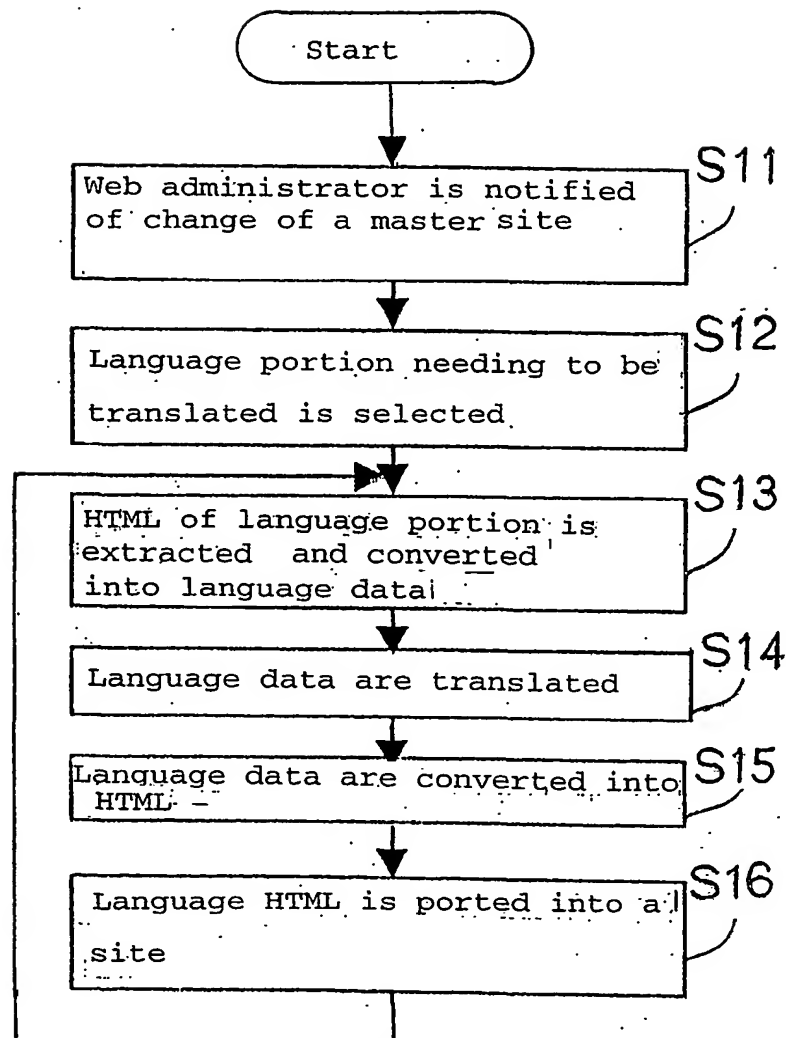 Start
S11
Web administrator is notified
of change of a master site
S12
Language portion needing to be
translated is selected
S13
HTML of language portion is
extracted and converted
into language data
S14
Language data are translated
S15
Language data are converted into
HTML
S16
Language HTML is ported into a
site